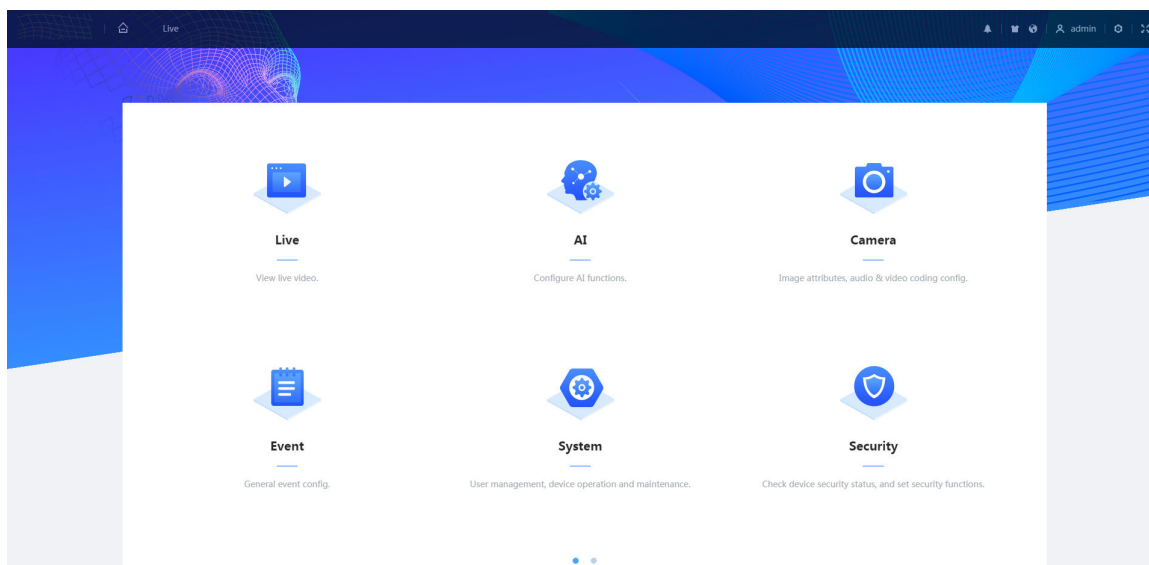 Live
admin
Live
AI
Camera
View live video.
Configure AI functions.
Image attributes, audio & video coding config.
Event
System
Security
General event config.
User management, device operation and maintenance.
Check device security status, and set security functions.